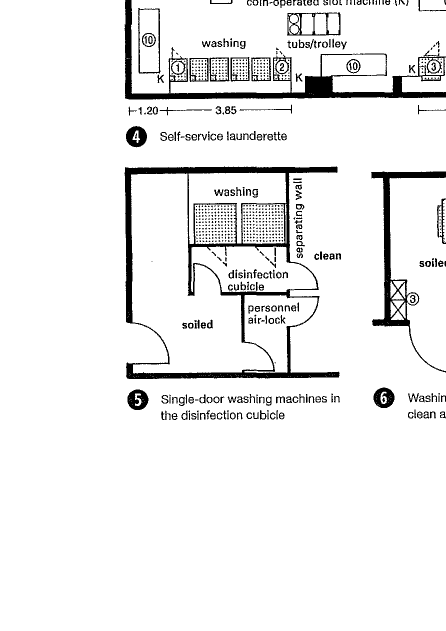 coin-operated slot machine (K)
washing
tubs/trolley
10
10
1
2
3
K
K
K
1.20
3.85
4 Self-service launderette
washing
separating wall
clean
disinfection
cubicle
personnel
air-lock
soiled
soiled
3
5 Single-door washing machines in
the disinfection cubicle
6 Washin
clean a